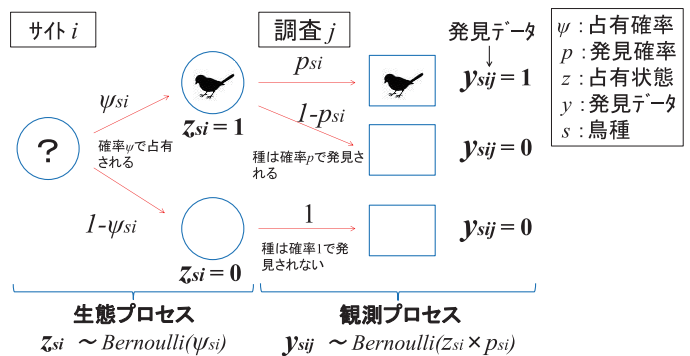 サイト i
調査 j
発見データ
ψ : 占有確率
p : 発見確率
z : 占有状態
y : 発見データ
s : 鳥種
ψsi
psi
ysij = 1
1-psi
zsi = 1
?
確率ψで占有
される
種は確率pで発見さ
れる
ysij = 0
1-ψsi
1
ysij = 0
種は確率1で発
見されない
zsi = 0
生態プロセス
観測プロセス
zsi ～Bernoulli(ψsi)
ysij ～Bernoulli(zsi×psi)